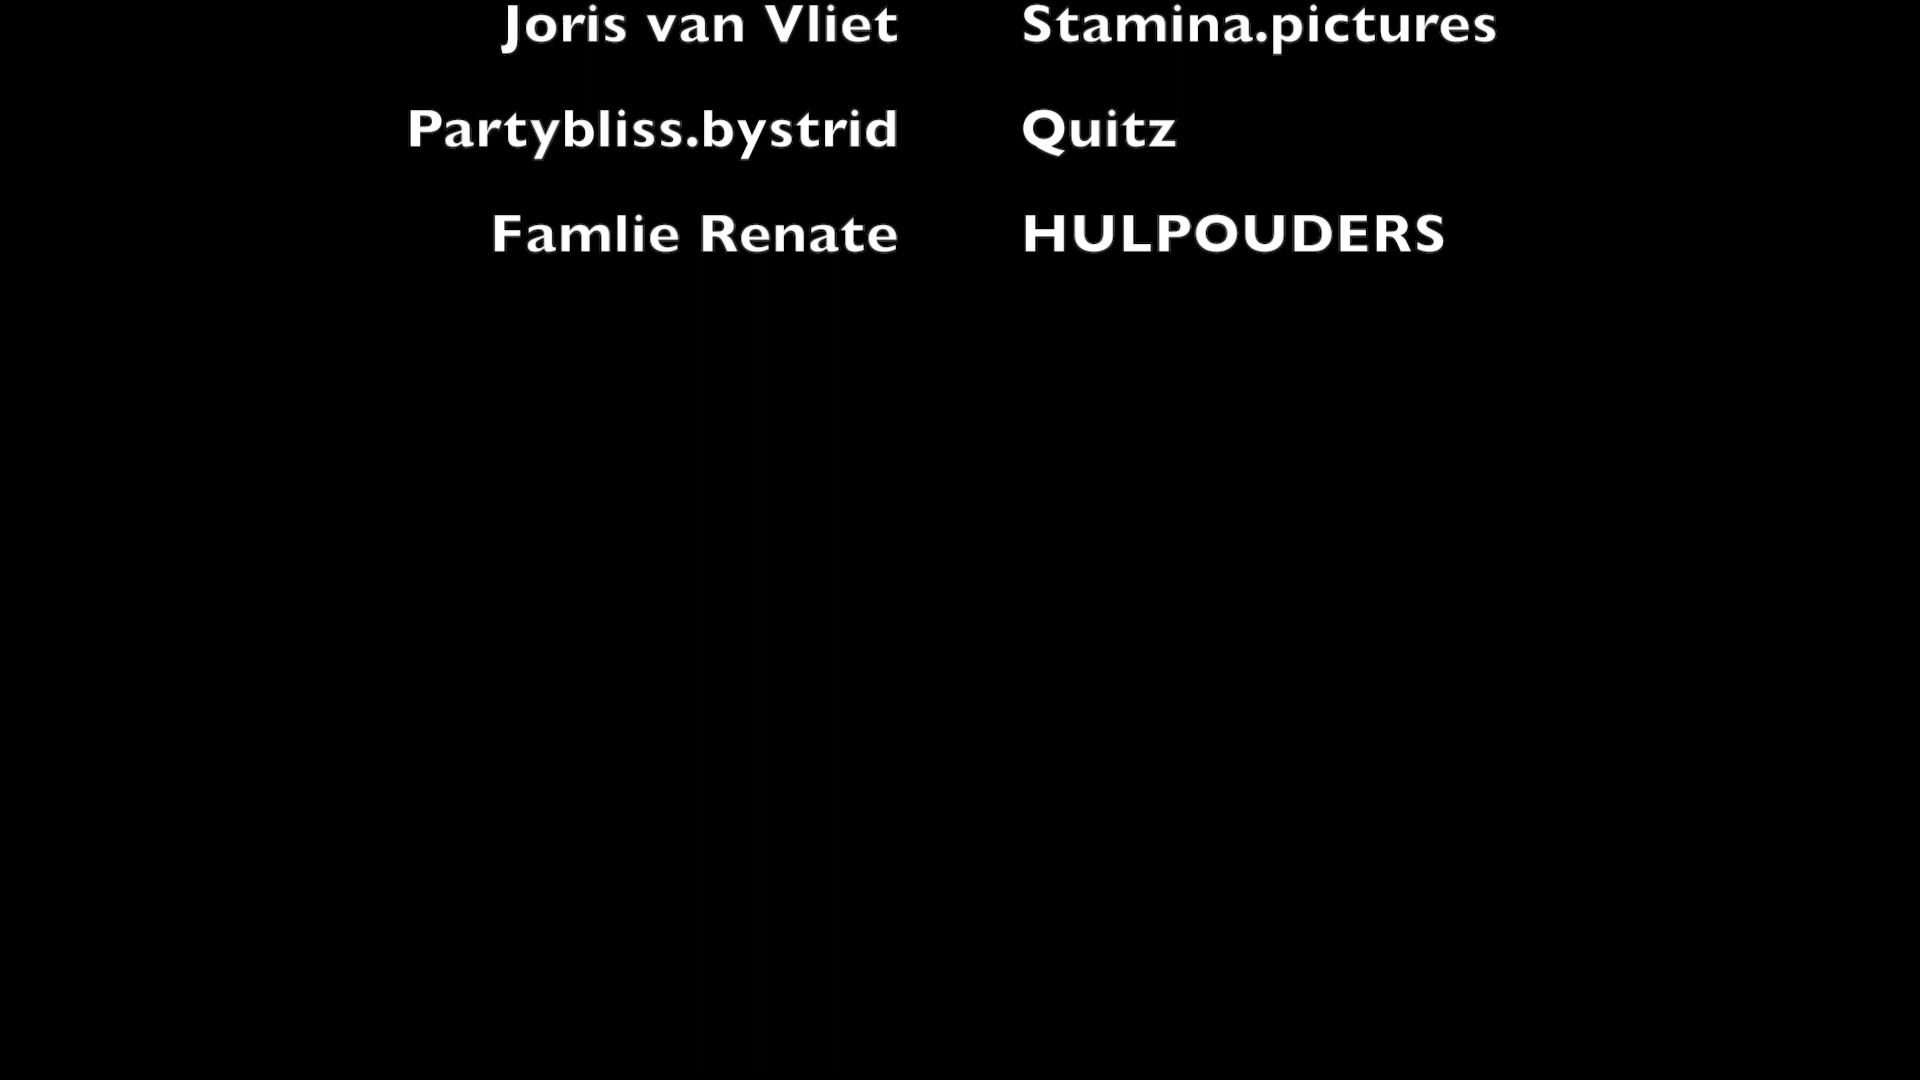 Joris van Vliet Stamina.pictures
Partybliss.bystrid Quitz
Famlie Renate HULPOUDERS